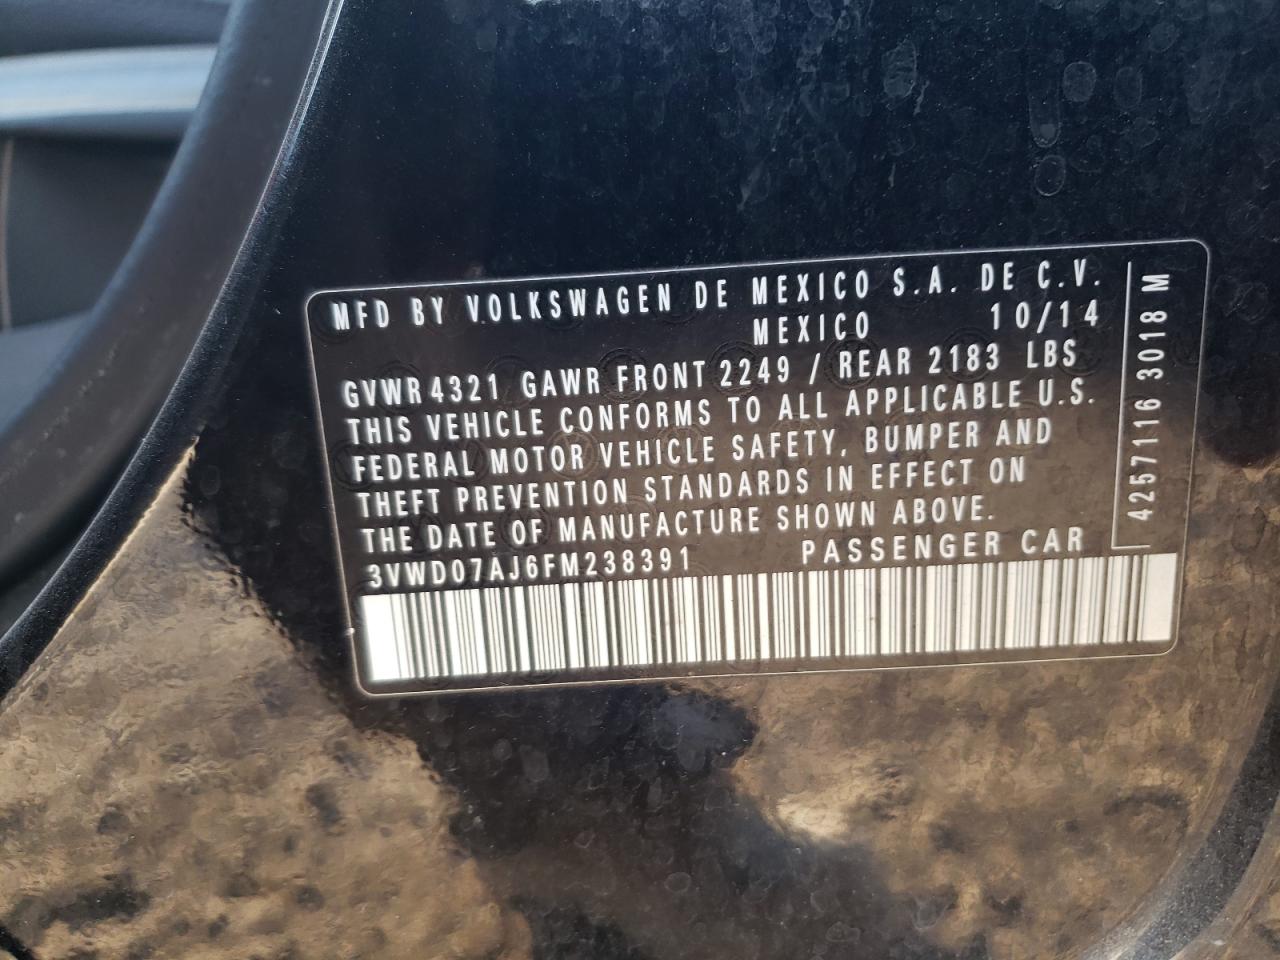 MFD BY VOLKSWAGEN DE MEXICO S.A. DE C.V.
MEXICO 10/14
GVWR 4321 GAWR FRONT 2249 / REAR 2183 LBS
THIS VEHICLE CONFORMS TO ALL APPLICABLE U.S.
FEDERAL MOTOR VEHICLE SAFETY, BUMPER AND
THEFT PREVENTION STANDARDS IN EFFECT ON
THE DATE OF MANUFACTURE SHOWN ABOVE.
3VWD07AJ6FM238391 PASSENGER CAR
4257116 3018 M